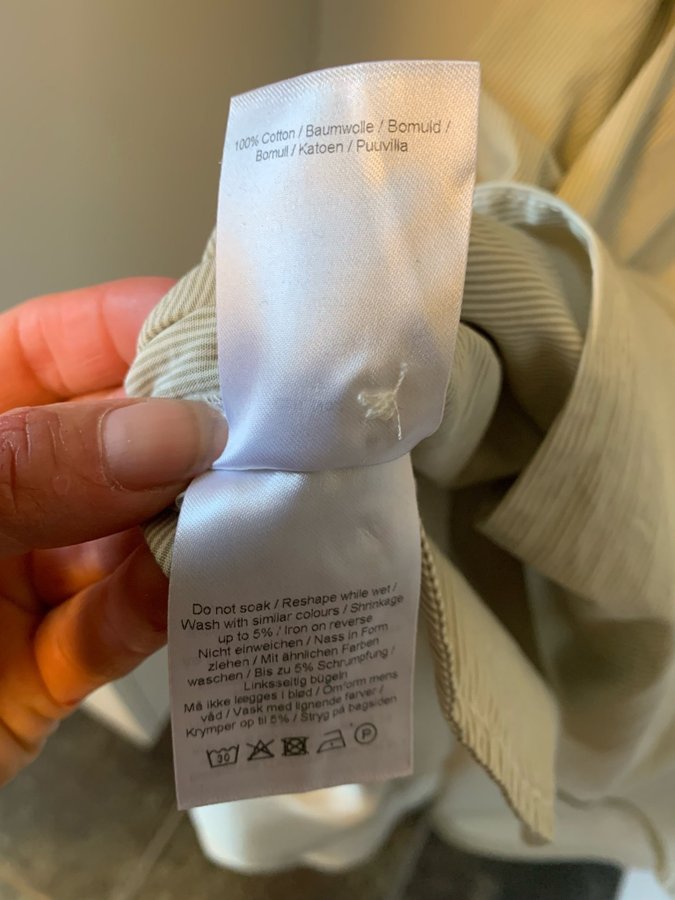 100% Cotton / Baumwolle / Bomuld /
Bomull / Katoen / Puuvilla
Do not soak / Reshape while wet /
Wash with similar colours / Shrinkage
up to 5% / Iron on reverse
Nicht einweichen / Nass in Form
ziehen / Mit ähnlichen Farben
waschen / Bis zu 5% Schrumpfung /
Linksseitig bügeln
Må ikke leegges i blød / Omform mens
våd / Vask med lignende farver /
Krymper op til 5% / Stryg på bagsiden
30 P